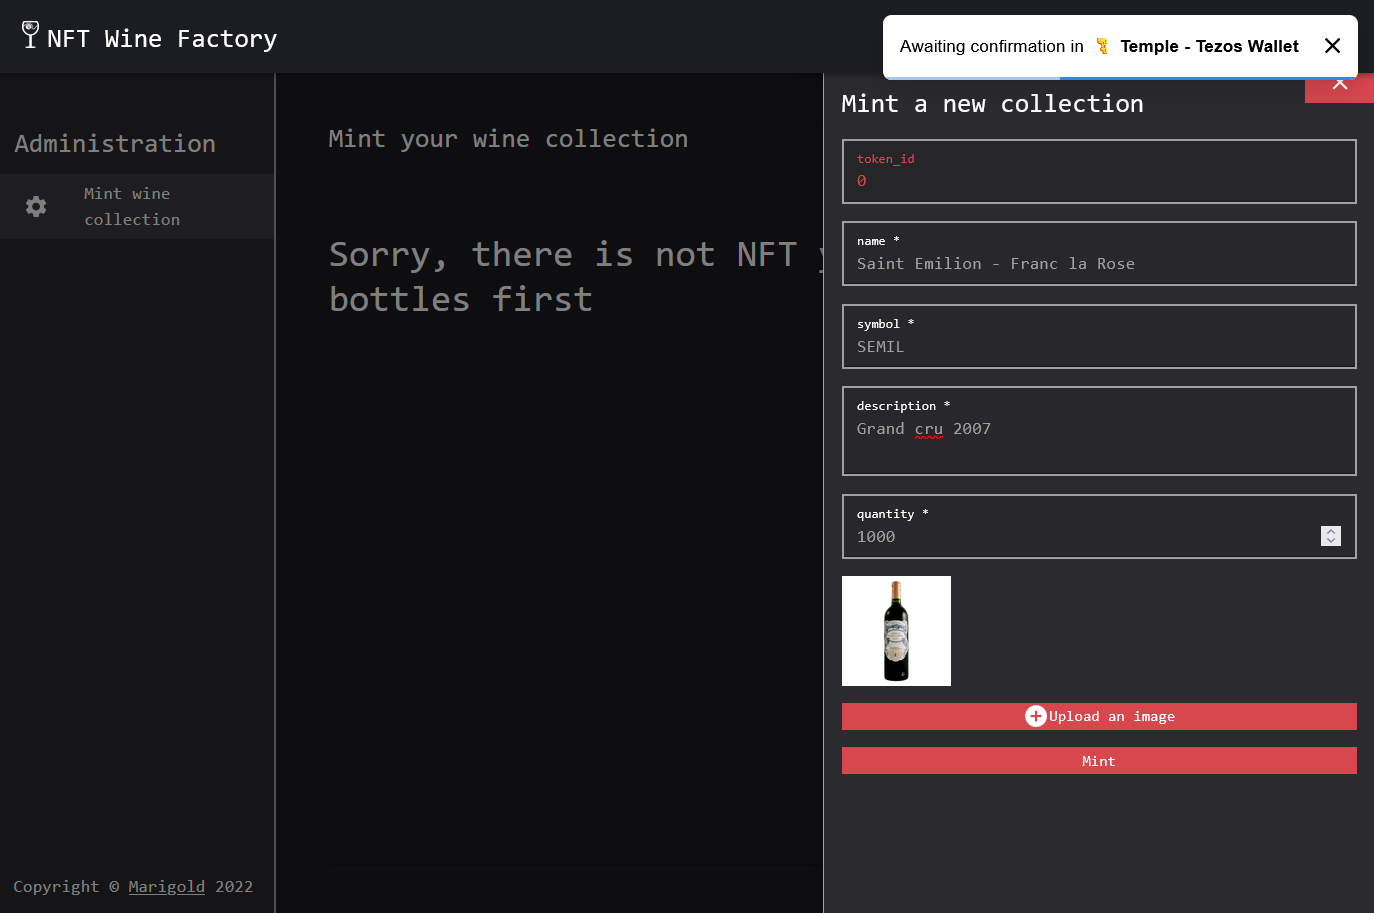 NFT Wine Factory
Awaiting confirmation in Temple - Tezos Wallet
Administration
Mint wine
collection
Mint your wine collection
Sorry, there is not NFT
bottles first
Mint a new collection
token_id
0
name *
Saint Emilion - Franc la Rose
symbol *
SEMIL
description *
Grand cru 2007
quantity *
1000
Upload an image
Mint
Copyright © Marigold 2022